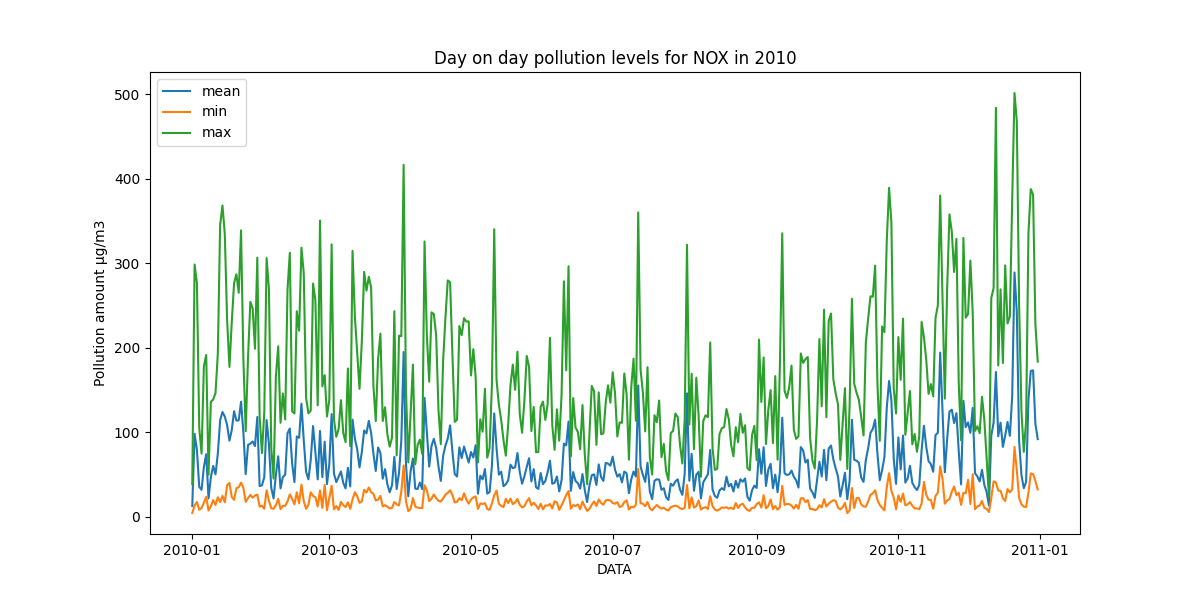 Day on day pollution levels for NOX in 2010
mean
min
max
Pollution amount µg/m3
500
400
300
200
100
0
2010-01
2010-03
2010-05
2010-07
2010-09
2010-11
2011-01
DATA